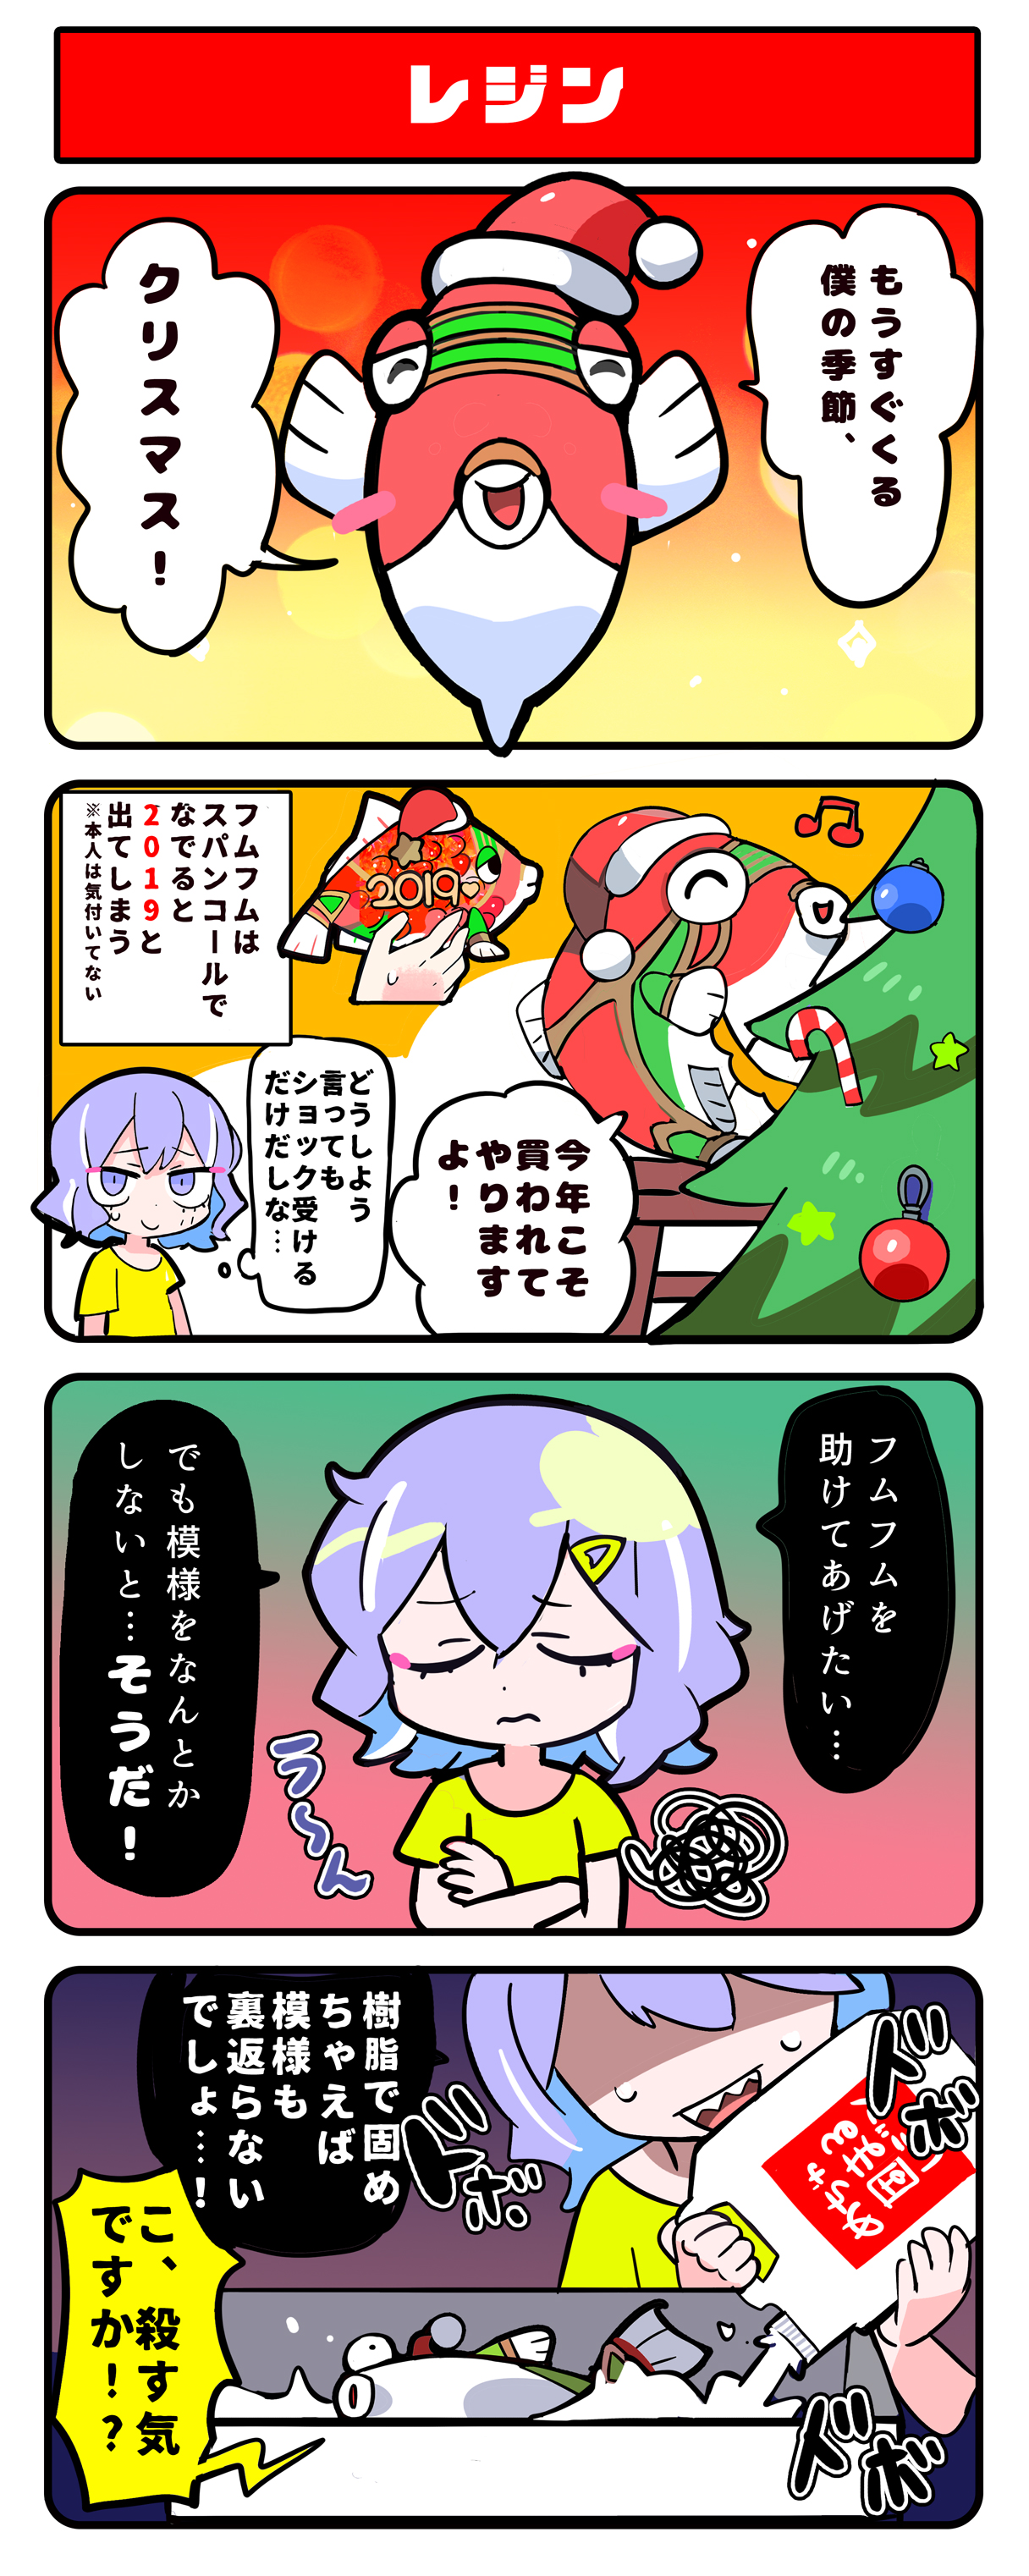 レジン
もうすぐくる
僕の季節、
クリスマス!
フムフムは
スパンコールで
なでると
2019と
出てしまう
※本人は気付いてない
2019♡
今年こそ
買われて
やります
よ!
どうしよう
言っても
ショック受ける
だけだしな…
フムフムを
助けてあげたい…
でも模様をなんとか
しないと…そうだ!
う〜ん
樹脂で固め
ちゃえば
模様も
裏返らない
でしょ…!
ドボ
ドボ
ドボ
こ、殺す気
ですか!?